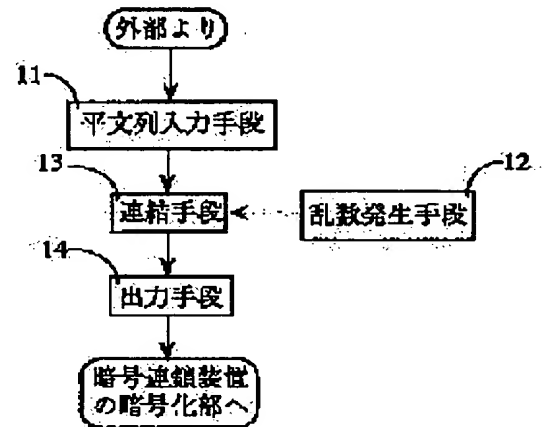 外部より
11
平文列入力手段
13
連結手段
12
乱数発生手段
14
出力手段
暗号連鎖装置
の暗号化部へ